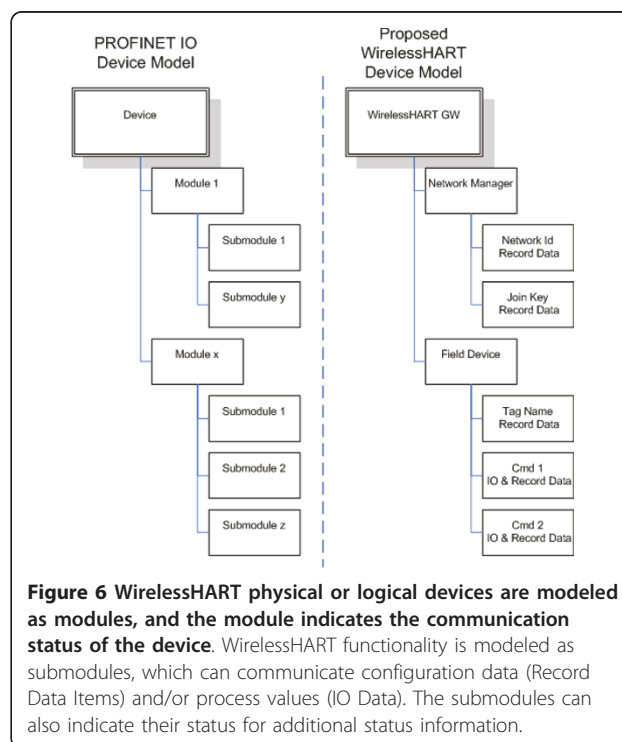 PROFINET IO
Device Model
Device
Module 1
Submodule 1
Submodule y
Module x
Submodule 1
Submodule 2
Submodule z
Proposed
WirelessHART
Device Model
WirelessHART GW
Network Manager
Network Id
Record Data
Join Key
Record Data
Field Device
Tag Name
Record Data
Cmd 1
IO & Record Data
Cmd 2
IO & Record Data
Figure 6 WirelessHART physical or logical devices are modeled
as modules, and the module indicates the communication
status of the device. WirelessHART functionality is modeled as
submodules, which can communicate configuration data (Record
Data Items) and/or process values (IO Data). The submodules can
also indicate their status for additional status information.